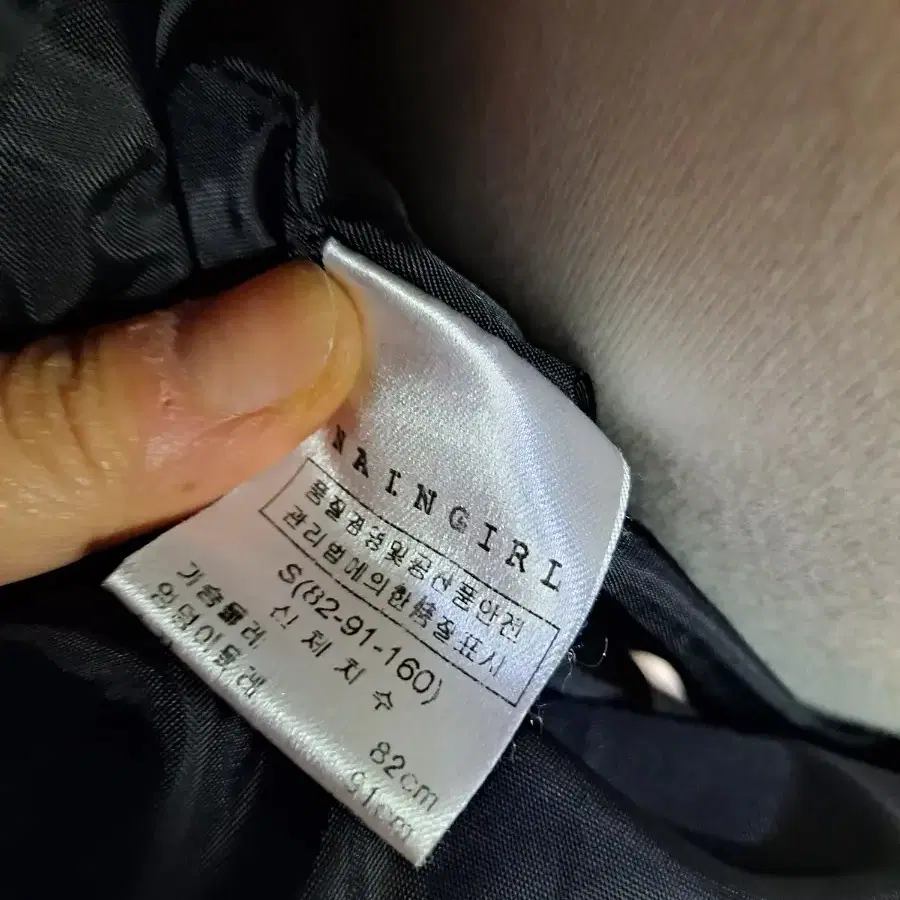 NAINGIRL
품질경영및공산품안전
관리법에의한품질표시
S(82-91-160)
신체치수
가슴둘레 82cm
엉덩이둘레 91cm